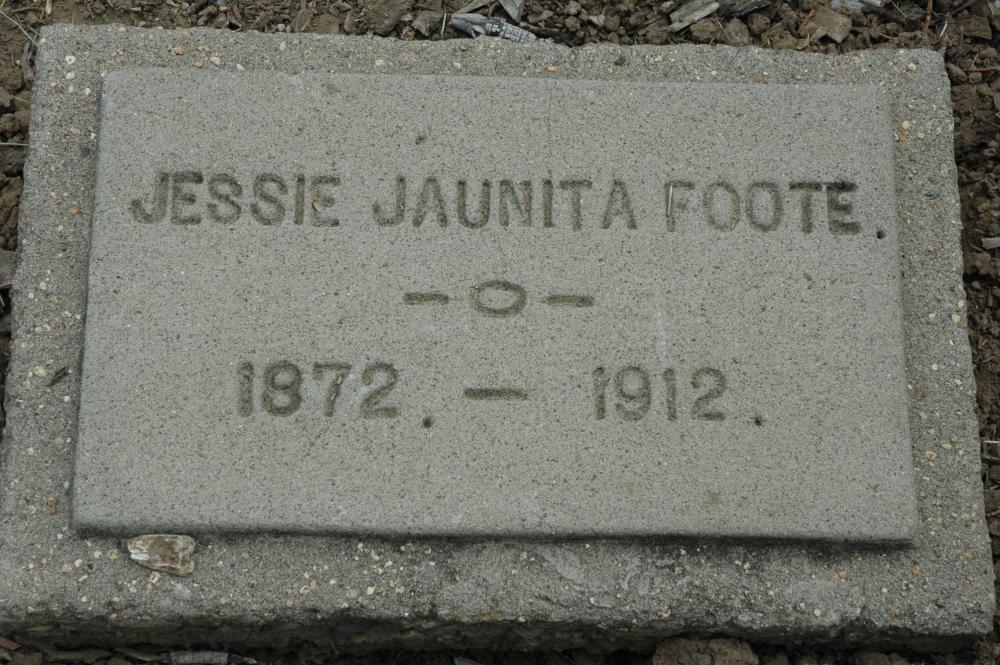 JESSIE JAUNITA FOOTE.
-O-
1872. - 1912.